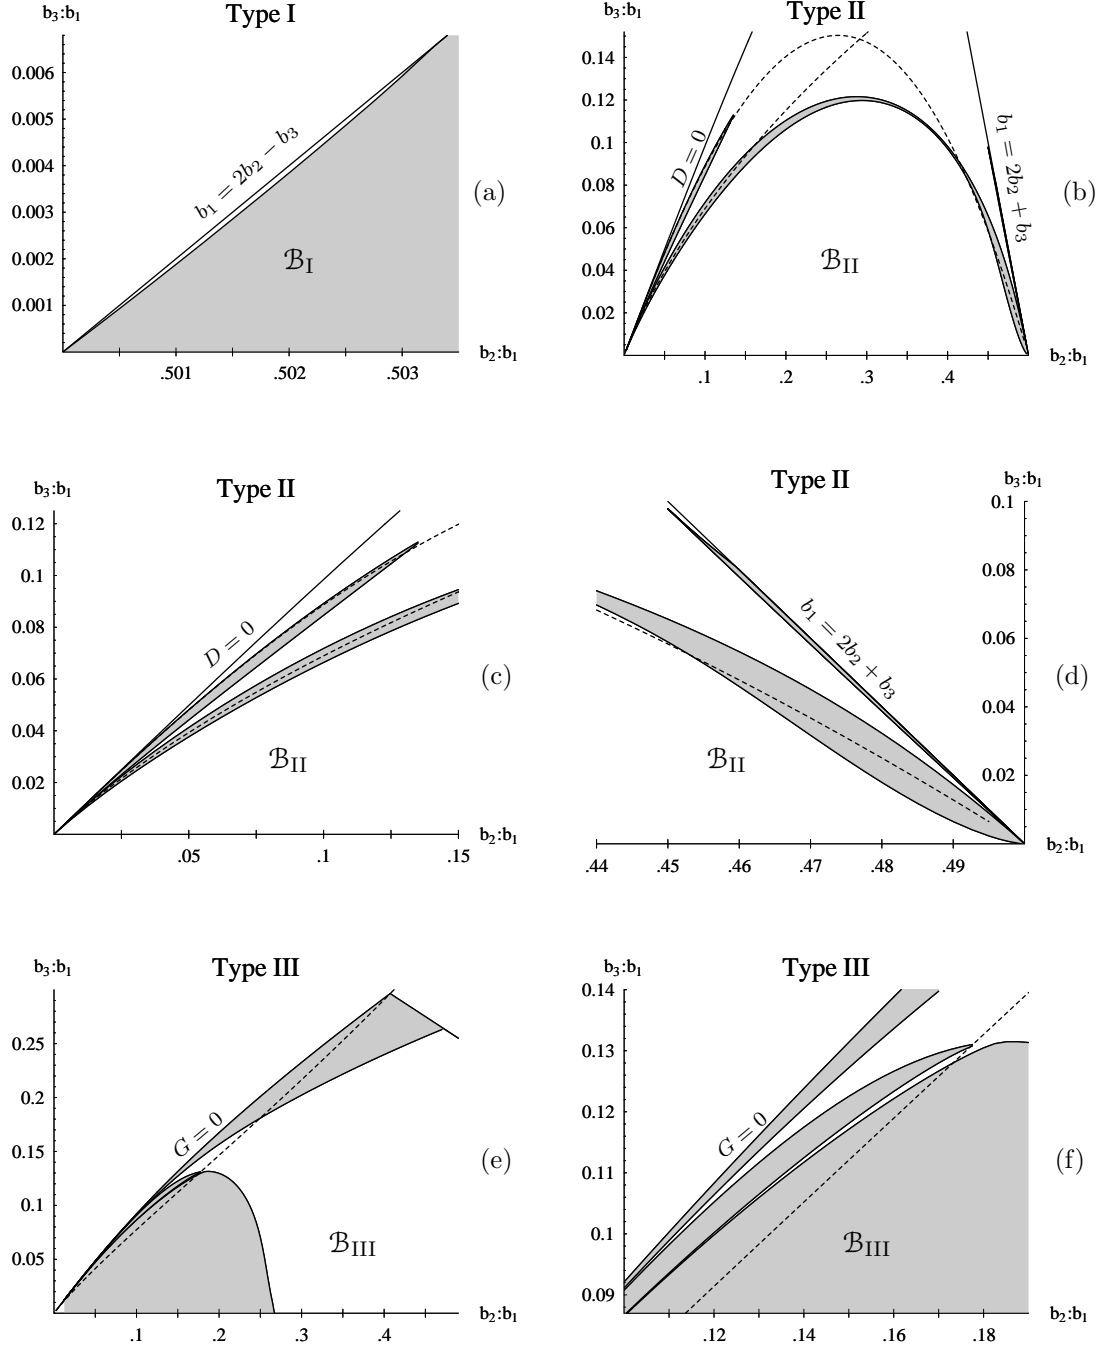 b₃:b₁
Type I
0.006
0.005
0.004
0.003
0.002
0.001
b₁ = 2b₂ − b₃
ℬ_I
.501
.502
.503
b₂:b₁
(a)
b₃:b₁
Type II
0.14
0.12
0.1
0.08
0.06
0.04
0.02
D = 0
b₁ = 2b₂ + b₃
ℬ_II
.1
.2
.3
.4
b₂:b₁
(b)
b₃:b₁
Type II
0.12
0.1
0.08
0.06
0.04
0.02
D = 0
ℬ_II
.05
.1
.15
b₂:b₁
(c)
Type II
b₃:b₁
0.1
0.08
0.06
0.04
0.02
b₁ = 2b₂ + b₃
ℬ_II
.44
.45
.46
.47
.48
.49
b₂:b₁
(d)
b₃:b₁
Type III
0.25
0.2
0.15
0.1
0.05
G = 0
ℬ_III
.1
.2
.3
.4
b₂:b₁
(e)
b₃:b₁
Type III
0.14
0.13
0.12
0.11
0.1
0.09
G = 0
ℬ_III
.12
.14
.16
.18
b₂:b₁
(f)